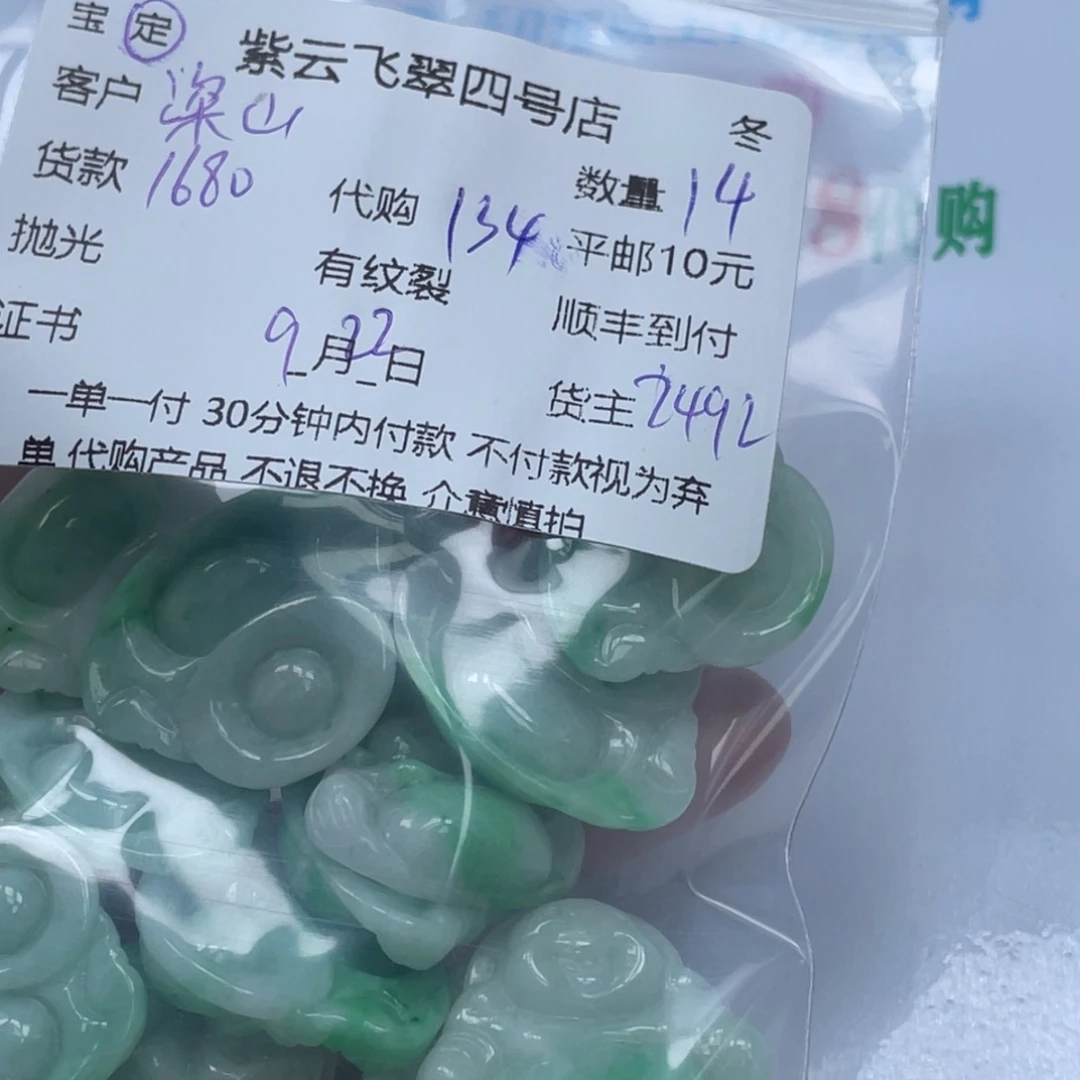 宝 定 紫云飞翠四号店 冬
客户 梁山
货款 1680 代购 134 数量 14
抛光 有纹裂 平邮10元
证书 9月22日 顺丰到付
货主 2492
一单一付 30分钟内付款 不付款视为弃
单 代购产品 不退不换 介意慎拍
购